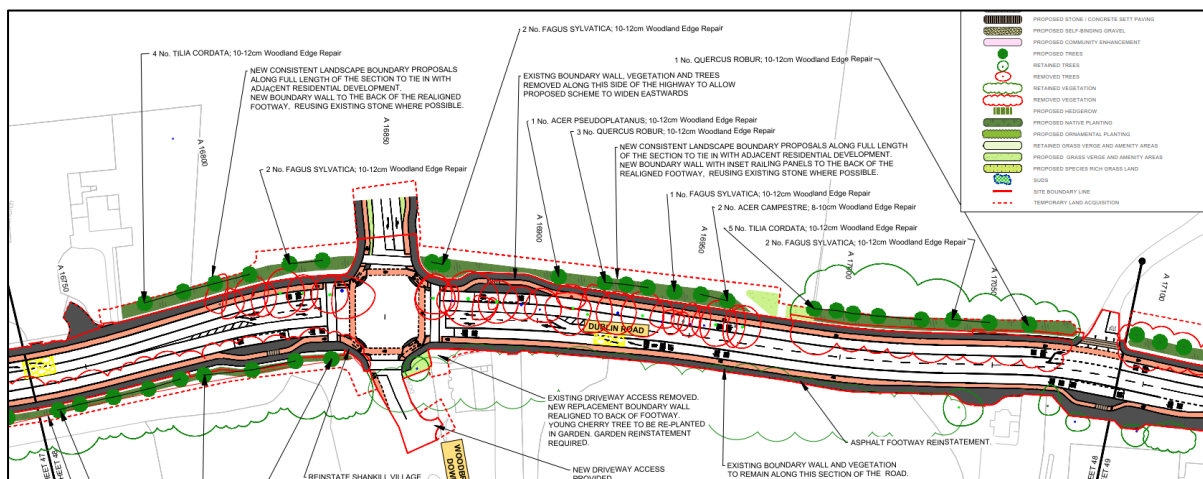 2 No. FAGUS SYLVATICA; 10-12cm Woodland Edge Repair
4 No. TILIA CORDATA; 10-12cm Woodland Edge Repair
1 No. QUERCUS ROBUR; 10-12cm Woodland Edge Repair
NEW CONSISTENT LANDSCAPE BOUNDARY PROPOSALS
ALONG FULL LENGTH OF THE SECTION TO TIE IN WITH
ADJACENT RESIDENTIAL DEVELOPMENT.
NEW BOUNDARY WALL TO THE BACK OF THE REALIGNED
FOOTWAY, REUSING EXISTING STONE WHERE POSSIBLE.
EXISTNG BOUNDARY WALL, VEGETATION AND TREES
REMOVED ALONG THIS SIDE OF THE HIGHWAY TO ALLOW
PROPOSED SCHEME TO WIDEN EASTWARDS
1 No. ACER PSEUDOPLATANUS; 10-12cm Woodland Edge Repair
3 No. QUERCUS ROBUR; 10-12cm Woodland Edge Repair
NEW CONSISTENT LANDSCAPE BOUNDARY PROPOSALS ALONG FULL LENGTH
OF THE SECTION TO TIE IN WITH ADJACENT RESIDENTIAL DEVELOPMENT.
NEW BOUNDARY WALL WITH INSET RAILING PANELS TO THE BACK OF THE
REALIGNED FOOTWAY, REUSING EXISTING STONE WHERE POSSIBLE.
2 No. FAGUS SYLVATICA; 10-12cm Woodland Edge Repair
1 No. FAGUS SYLVATICA; 10-12cm Woodland Edge Repair
2 No. ACER CAMPESTRE; 8-10cm Woodland Edge Repair
5 No. TILIA CORDATA; 10-12cm Woodland Edge Repair
2 No. FAGUS SYLVATICA; 10-12cm Woodland Edge Repair
PROPOSED STONE / CONCRETE SETT PAVING
PROPOSED SELF-BINDING GRAVEL
PROPOSED COMMUNITY ENHANCEMENT
PROPOSED TREES
RETAINED TREES
REMOVED TREES
RETAINED VEGETATION
REMOVED VEGETATION
PROPOSED HEDGEROW
PROPOSED NATIVE PLANTING
PROPOSED ORNAMENTAL PLANTING
RETAINED GRASS VERGE AND AMENITY AREAS
PROPOSED GRASS VERGE AND AMENITY AREAS
PROPOSED SPECIES RICH GRASS LAND
SUDS
SITE BOUNDARY LINE
TEMPORARY LAND ACQUISITION
A 16750
A 16800
A 16850
A 16900
A 16950
A 17000
A 17050
A 17100
DUBLIN ROAD
EXISTING DRIVEWAY ACCESS REMOVED.
NEW REPLACEMENT BOUNDARY WALL
REALIGNED TO BACK OF FOOTWAY.
YOUNG CHERRY TREE TO BE RE-PLANTED
IN GARDEN. GARDEN REINSTATEMENT
REQUIRED.
ASPHALT FOOTWAY REINSTATEMENT.
EXISTING BOUNDARY WALL AND VEGETATION
TO REMAIN ALONG THIS SECTION OF THE ROAD.
NEW DRIVEWAY ACCESS
PROVIDED
REINSTATE SHANKILL VILLAGE
WOODB
DOW
EET 47
EET 48
EET 48
EET 49